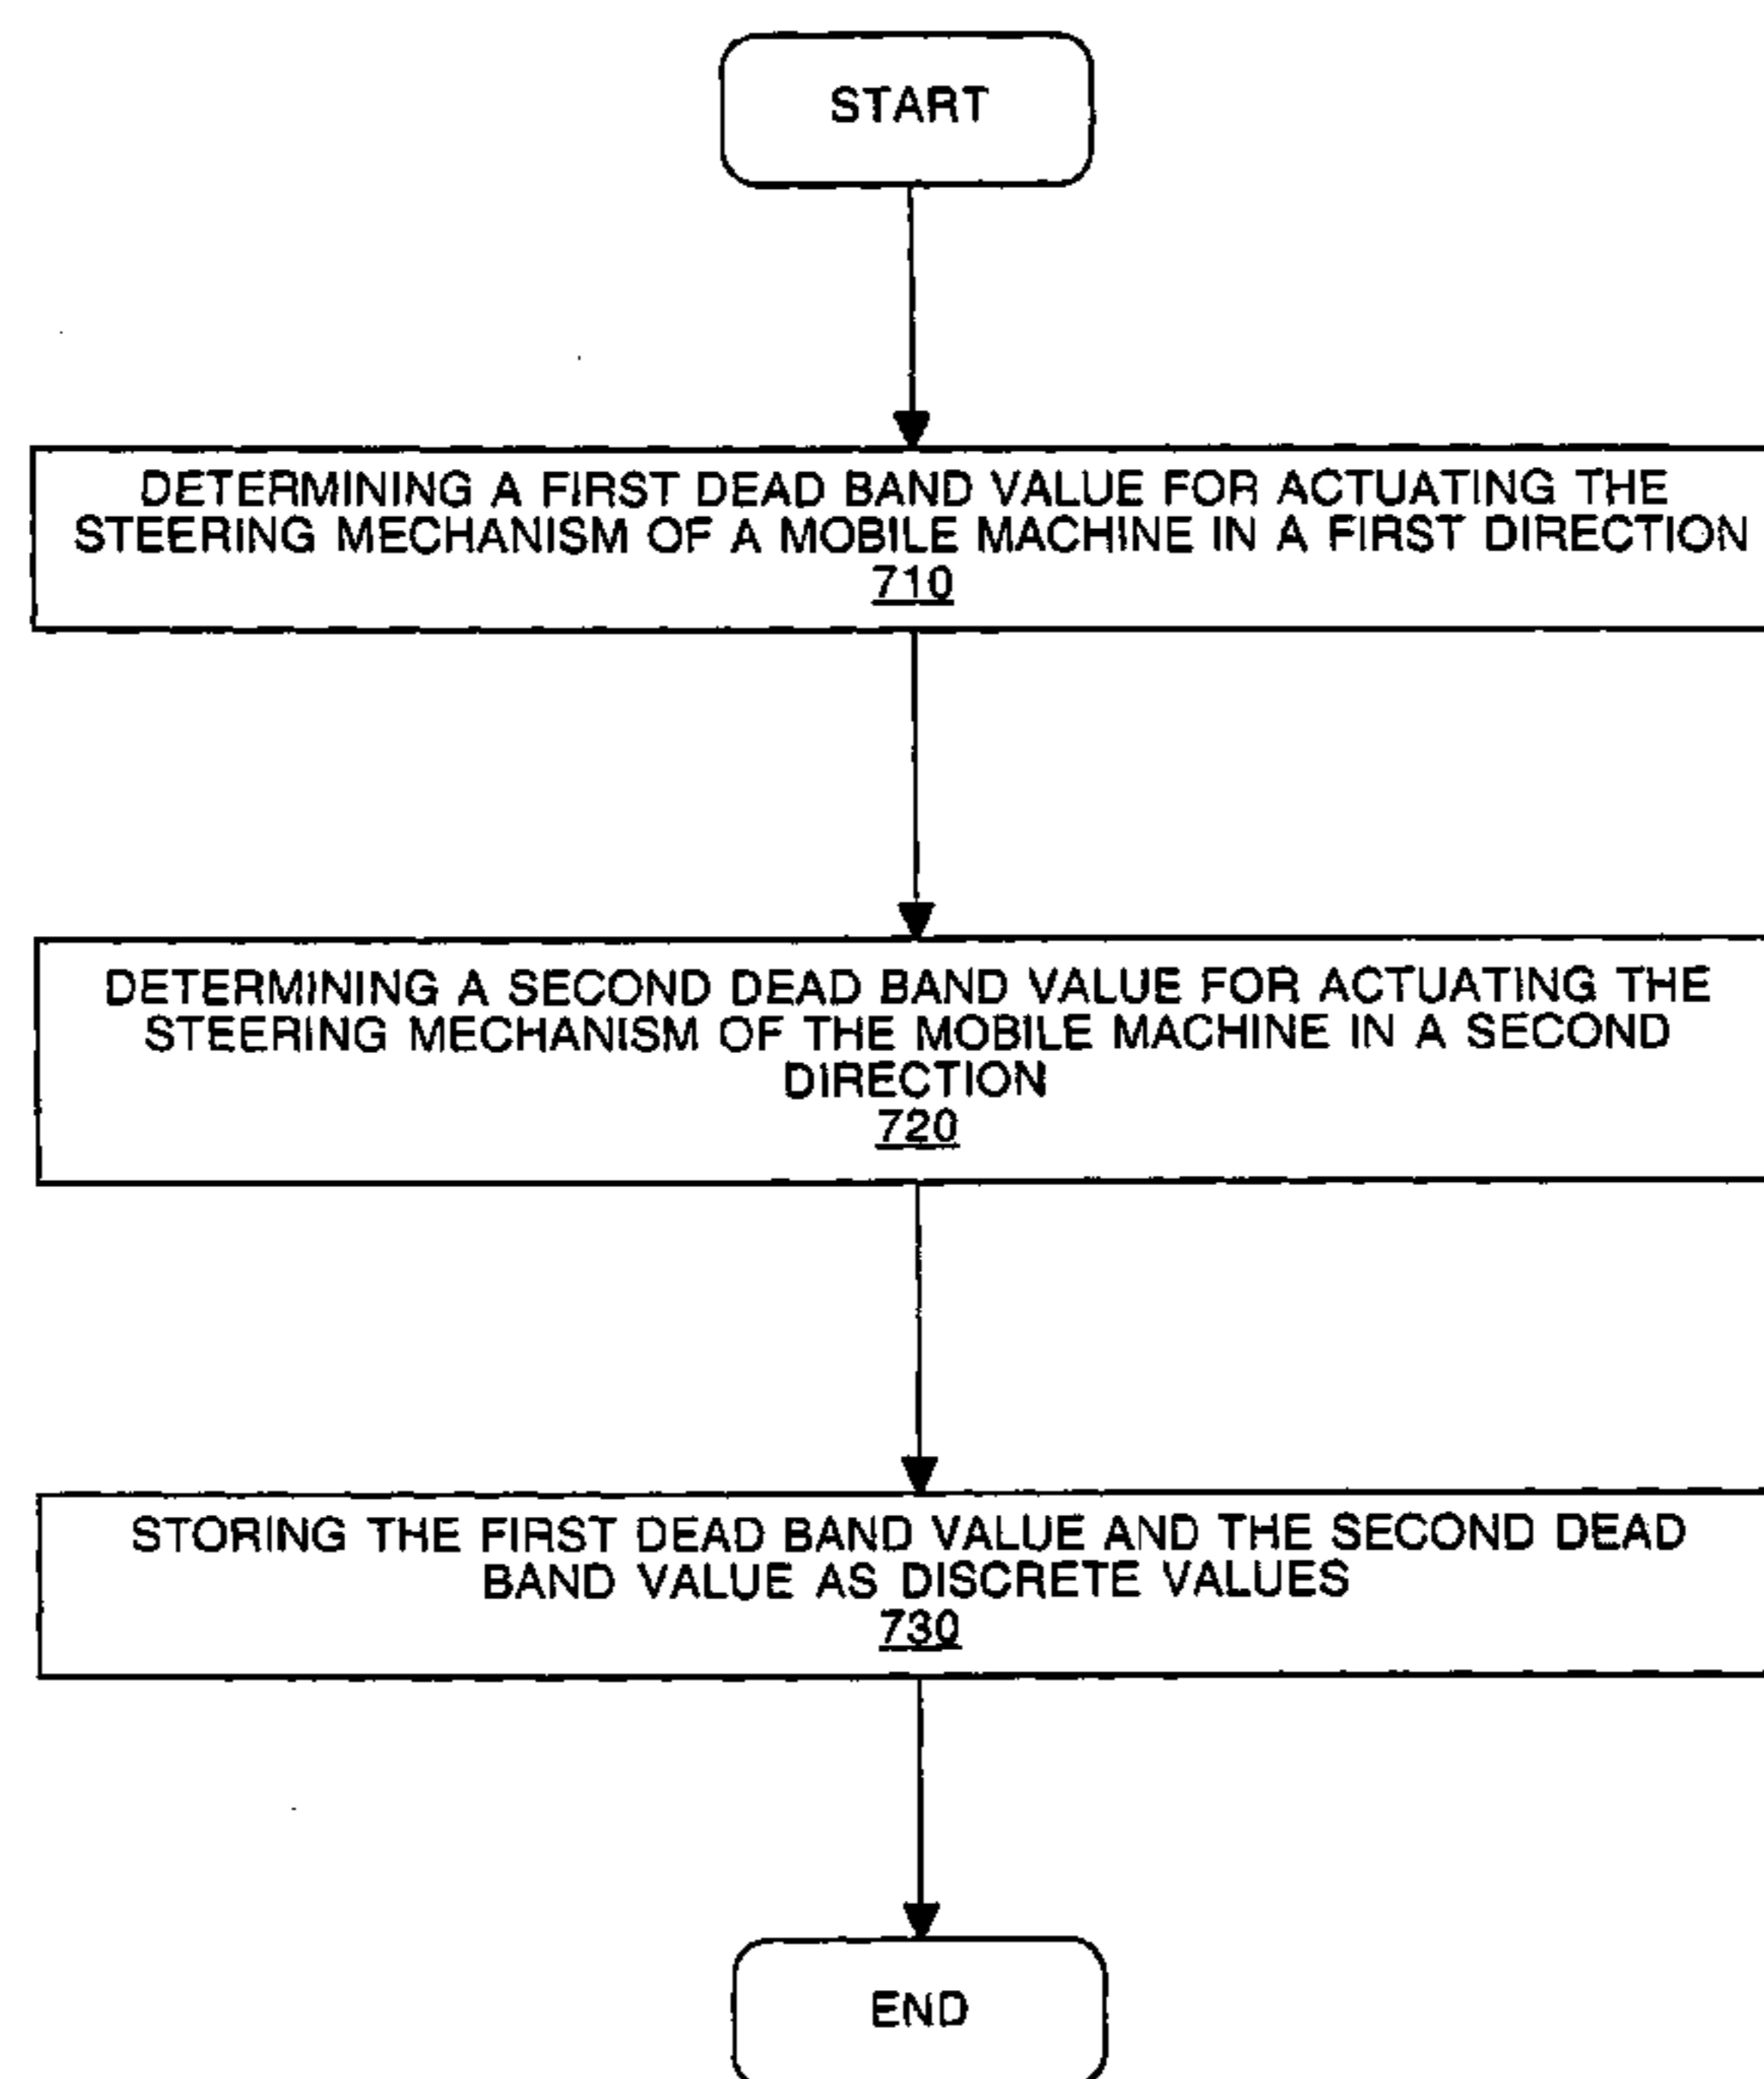 START
DETERMINING A FIRST DEAD BAND VALUE FOR ACTUATING THE
STEERING MECHANISM OF A MOBILE MACHINE IN A FIRST DIRECTION
710
DETERMINING A SECOND DEAD BAND VALUE FOR ACTUATING THE
STEERING MECHANISM OF THE MOBILE MACHINE IN A SECOND
DIRECTION
720
STORING THE FIRST DEAD BAND VALUE AND THE SECOND DEAD
BAND VALUE AS DISCRETE VALUES
730
END